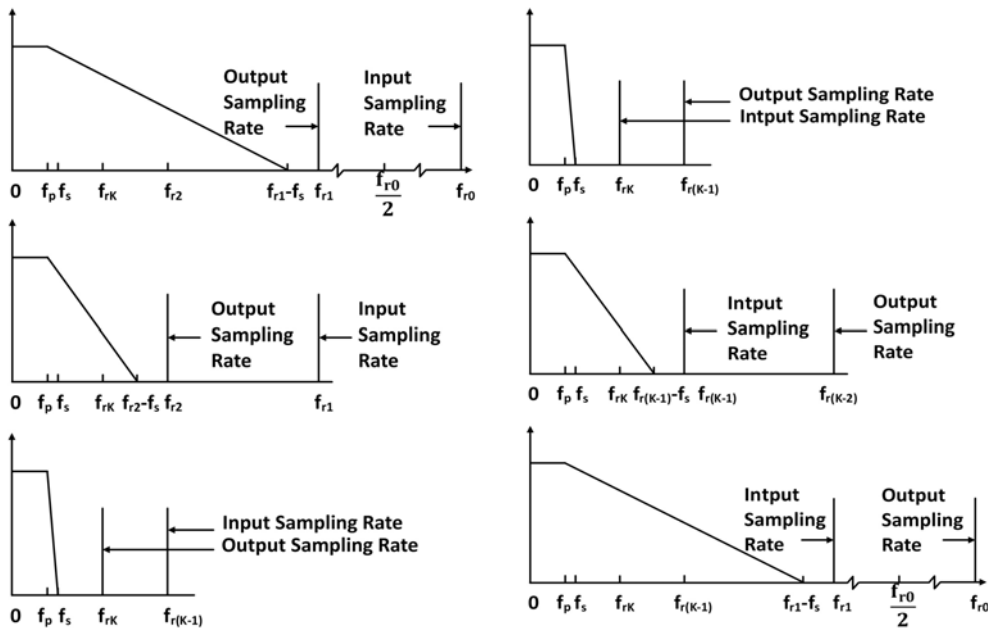 Output Sampling Rate
Input Sampling Rate
0 fp fs frK fr2 fr1-fs fr1 fr0/2 fr0
Output Sampling Rate
Intput Sampling Rate
0 fp fs frK fr(K-1)
Output Sampling Rate
Input Sampling Rate
0 fp fs frK fr2-fs fr2 fr1
Intput Sampling Rate
Output Sampling Rate
0 fp fs frK fr(K-1)-fs fr(K-1) fr(K-2)
Input Sampling Rate
Output Sampling Rate
0 fp fs frK fr(K-1)
Intput Sampling Rate
Output Sampling Rate
0 fp fs frK fr(K-1) fr1-fs fr1 fr0/2 fr0